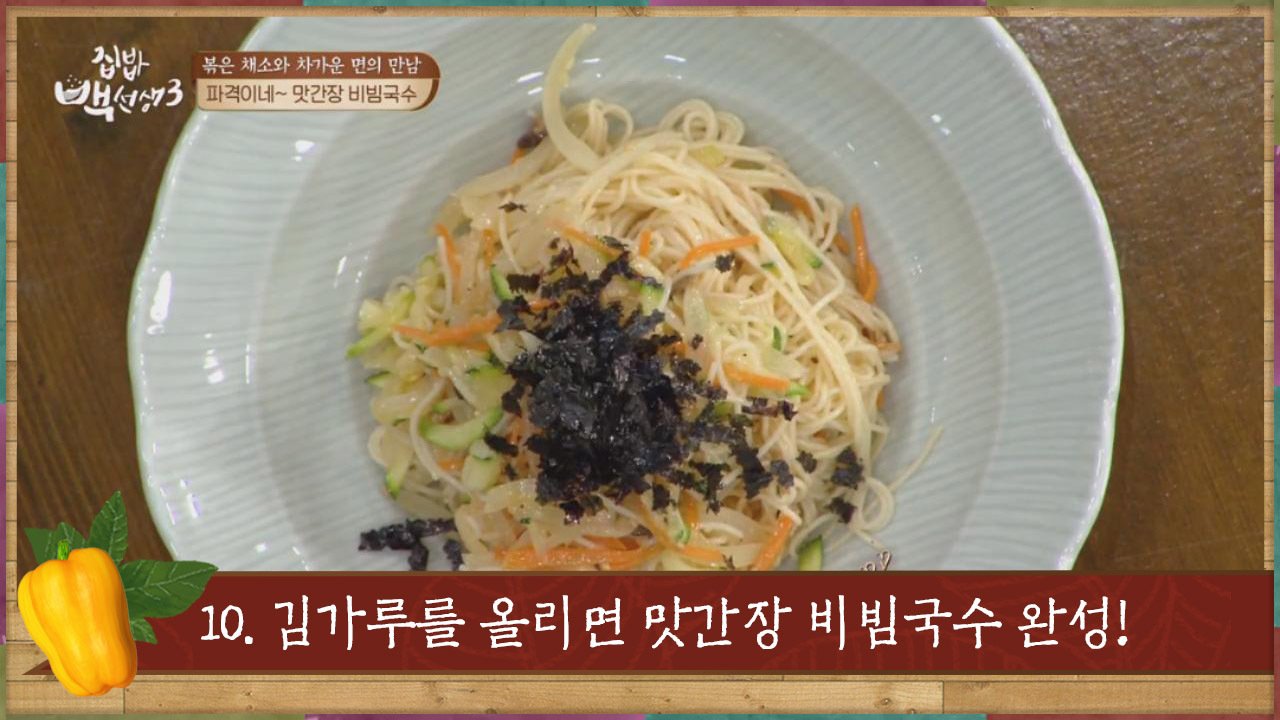 집밥
백선생3
볶은 채소와 차가운 면의 만남
파격이네~ 맛간장 비빔국수
10. 김가루를 올리면 맛간장 비빔국수 완성!